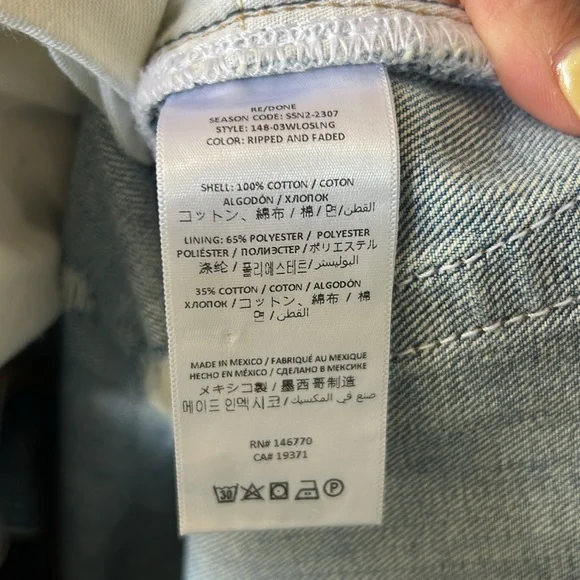 RE/DONE
SEASON CODE: SSN2-2307
STYLE: 148-03WLOSLNG
COLOR: RIPPED AND FADED
SHELL: 100% COTTON / COTON
ALGODÓN / ХЛОПОК
コットン、綿布 / 棉 / 면 / القطن
LINING: 65% POLYESTER / POLYESTER
POLIÉSTER / ПОЛИЭСТЕР / ポリエステル
涤纶 / 폴리에스테르 / البوليستر
35% COTTON / COTON / ALGODÓN
ХЛОПОК / コットン、綿布 / 棉
면 / القطن
MADE IN MEXICO / FABRIQUÉ AU MEXIQUE
HECHO EN MÉXICO / СДЕЛАНО В МЕКСИКЕ
メキシコ製 / 墨西哥制造
메이드 인멕시코 / صنع في المكسيك
RN# 146770
CA# 19371
30 P